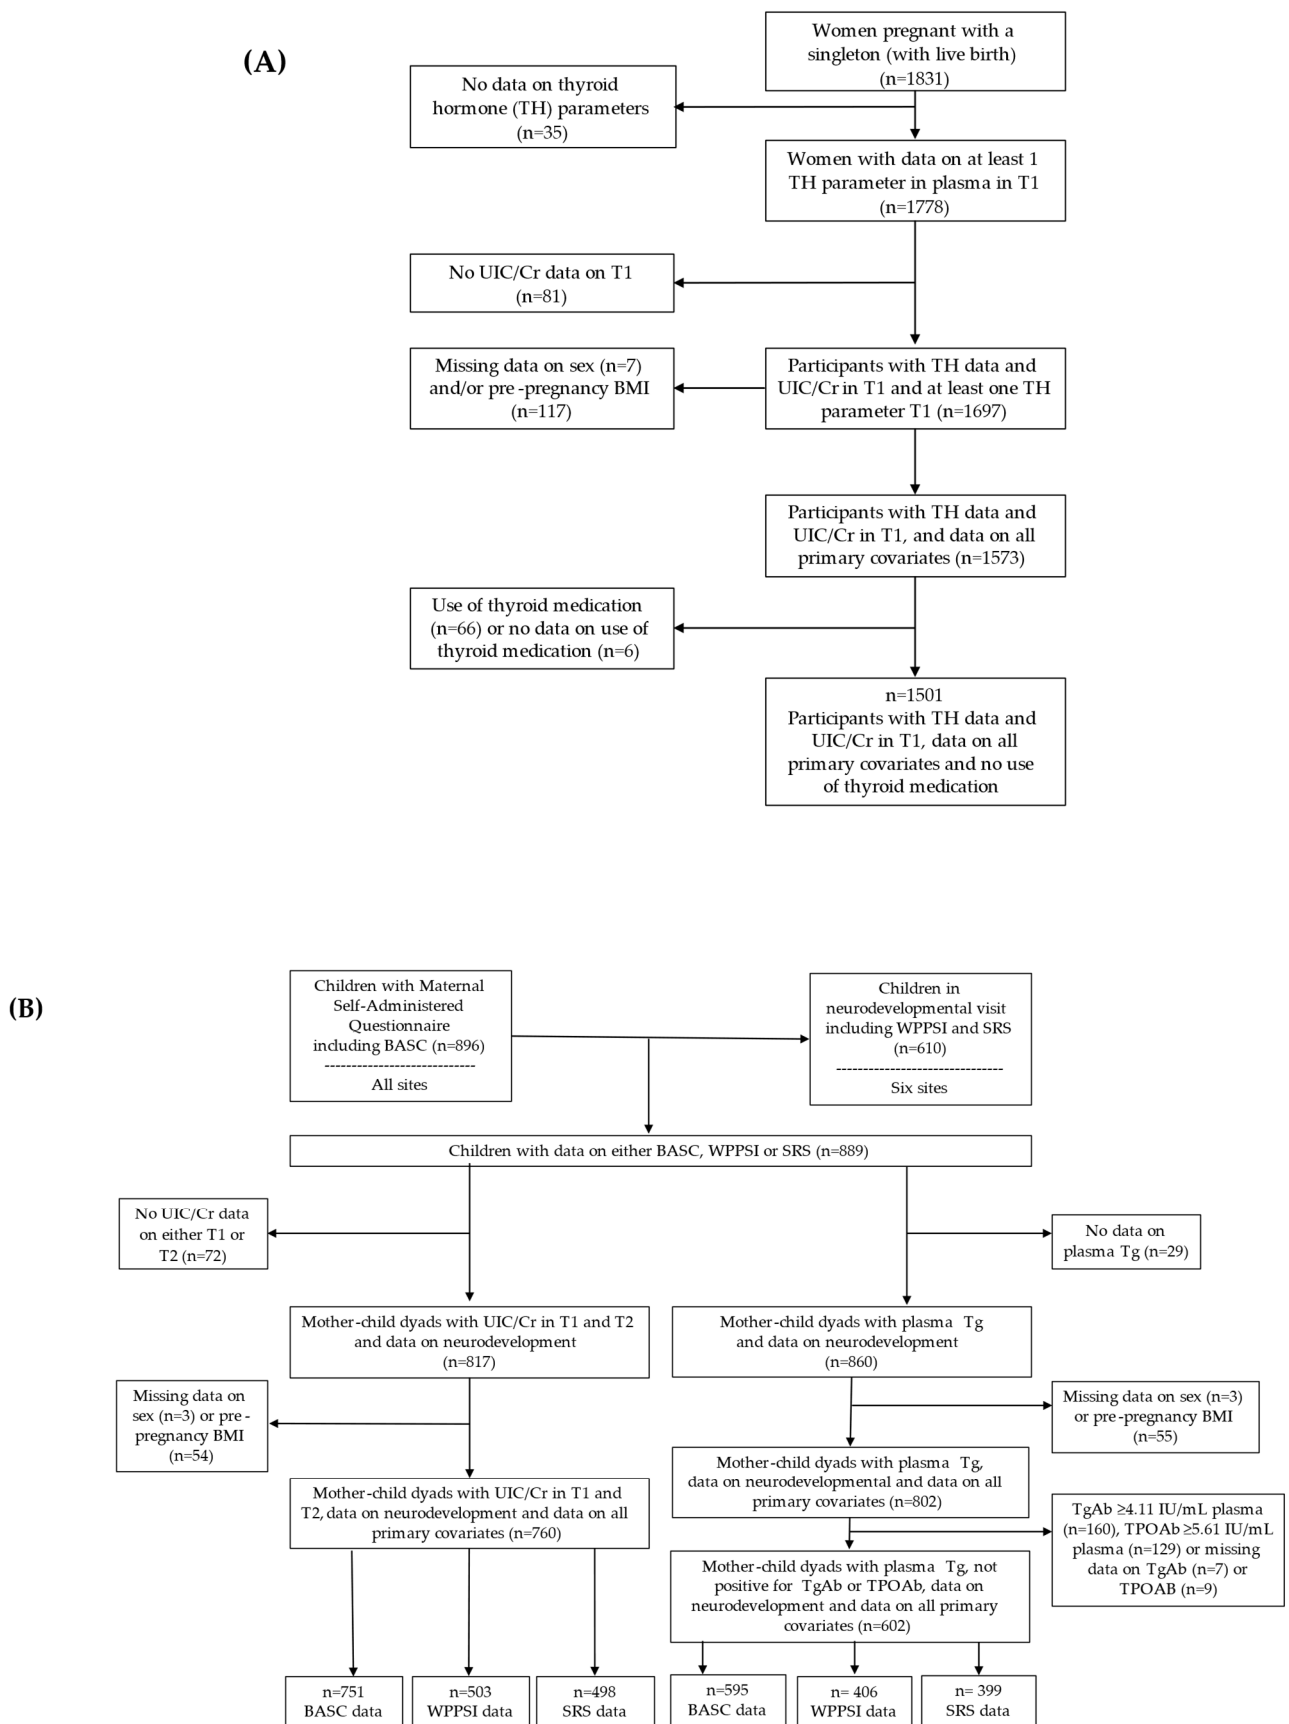 (A)
Women pregnant with a
singleton (with live birth)
(n=1831)
No data on thyroid
hormone (TH) parameters
(n=35)
Women with data on at least 1
TH parameter in plasma in T1
(n=1778)
No UIC/Cr data on T1
(n=81)
Missing data on sex (n=7)
and/or pre-pregnancy BMI
(n=117)
Participants with TH data and
UIC/Cr in T1 and at least one TH
parameter T1 (n=1697)
Participants with TH data and
UIC/Cr in T1, and data on all
primary covariates (n=1573)
Use of thyroid medication
(n=66) or no data on use of
thyroid medication (n=6)
n=1501
Participants with TH data and
UIC/Cr in T1, data on all
primary covariates and no use
of thyroid medication
(B)
Children with Maternal
Self-Administered
Questionnaire
including BASC (n=896)
----------------------------
All sites
Children in
neurodevelopmental visit
including WPPSI and SRS
(n=610)
-------------------------------
Six sites
Children with data on either BASC, WPPSI or SRS (n=889)
No UIC/Cr data
on either T1 or
T2 (n=72)
No data on
plasma Tg (n=29)
Mother-child dyads with UIC/Cr in T1 and T2
and data on neurodevelopment
(n=817)
Mother-child dyads with plasma Tg
and data on neurodevelopment
(n=860)
Missing data on
sex (n=3) or pre-
pregnancy BMI
(n=54)
Missing data on sex (n=3)
or pre-pregnancy BMI
(n=55)
Mother-child dyads with UIC/Cr in T1 and
T2, data on neurodevelopment and data on all
primary covariates (n=760)
Mother-child dyads with plasma Tg,
data on neurodevelopmental and data on all
primary covariates (n=802)
TgAb ≥4.11 IU/mL plasma
(n=160), TPOAb ≥5.61 IU/mL
plasma (n=129) or missing
data on TgAb (n=7) or
TPOAB (n=9)
Mother-child dyads with plasma Tg, not
positive for TgAb or TPOAb, data on
neurodevelopment and data on all primary
covariates (n=602)
n=751
BASC data
n=503
WPPSI data
n=498
SRS data
n=595
BASC data
n= 406
WPPSI data
n= 399
SRS data